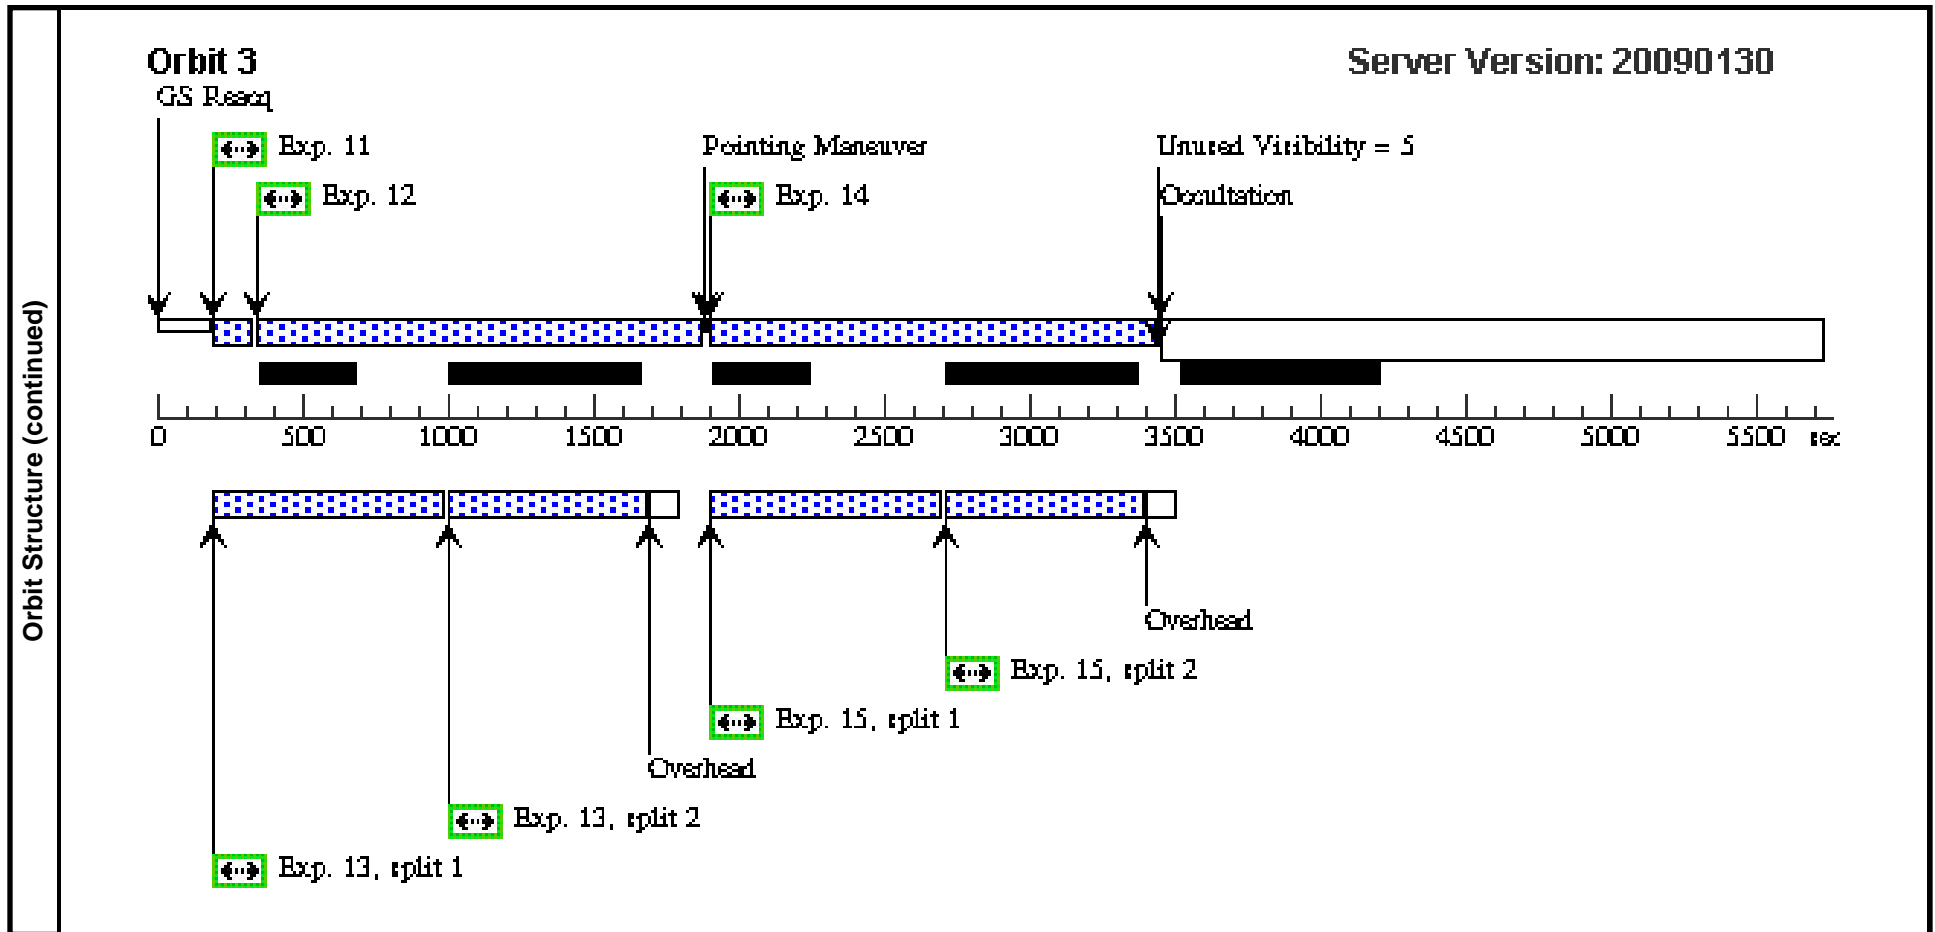 Orbit Structure (continued)
Orbit 3
Server Version: 20090130
GS Reacq
Exp. 11
Pointing Maneuver
Unused Visibility = 5
Exp. 12
Exp. 14
Occultation
0 500 1000 1500 2000 2500 3000 3500 4000 4500 5000 5500 sec
Overhead
Exp. 15, split 2
Exp. 15, split 1
Overhead
Exp. 13, split 2
Exp. 13, split 1